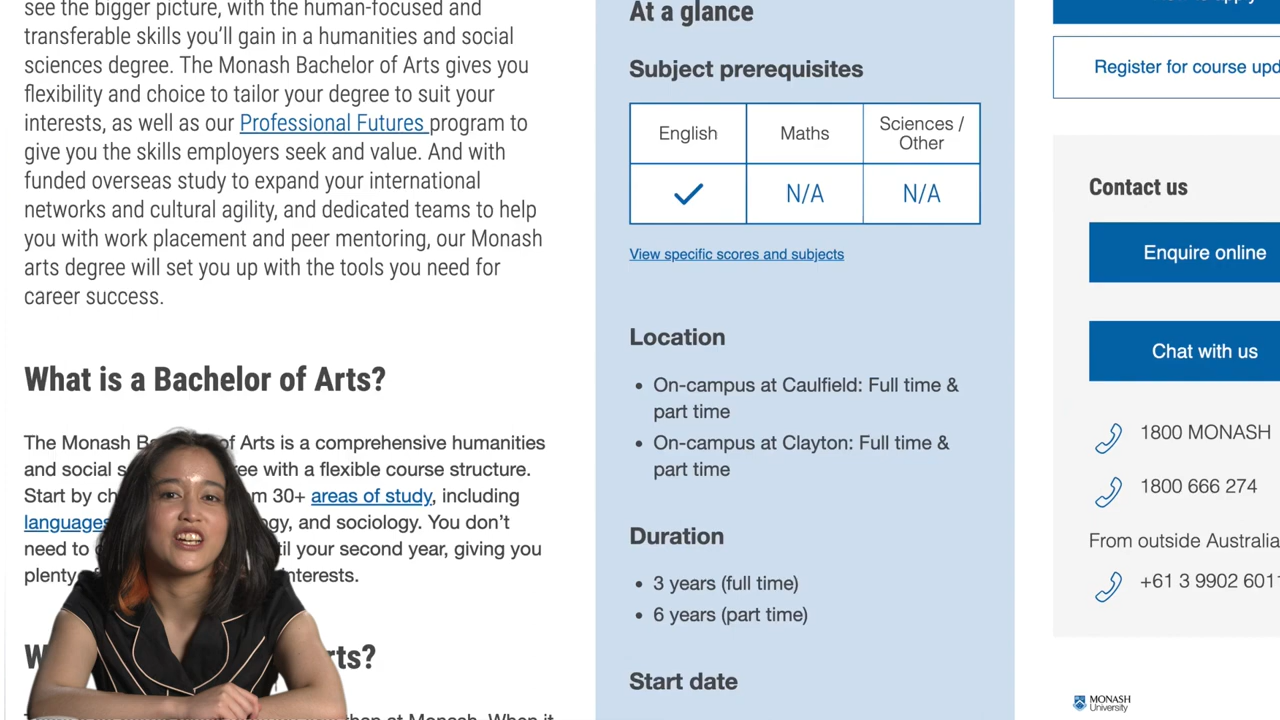 see the bigger picture, with the human-focused and
transferable skills you'll gain in a humanities and social
sciences degree. The Monash Bachelor of Arts gives you
flexibility and choice to tailor your degree to suit your
interests, as well as our Professional Futures program to
give you the skills employers seek and value. And with
funded overseas study to expand your international
networks and cultural agility, and dedicated teams to help
you with work placement and peer mentoring, our Monash
arts degree will set you up with the tools you need for
career success.
What is a Bachelor of Arts?
The Monash of Arts is a comprehensive humanities
and social with a flexible course structure.
Start by 30+ areas of study, including
languages and sociology. You don't
need to your second year, giving you
plenty interests.
At a glance
Subject prerequisites
English Maths Sciences /
Other
✓ N/A N/A
View specific scores and subjects
Location
• On-campus at Caulfield: Full time &
part time
• On-campus at Clayton: Full time &
part time
Duration
• 3 years (full time)
• 6 years (part time)
Start date
Register for course
Contact us
Enquire online
Chat with us
1800 MONASH
1800 666 274
From outside Australia
+61 3 9902 6011
MONASH
University